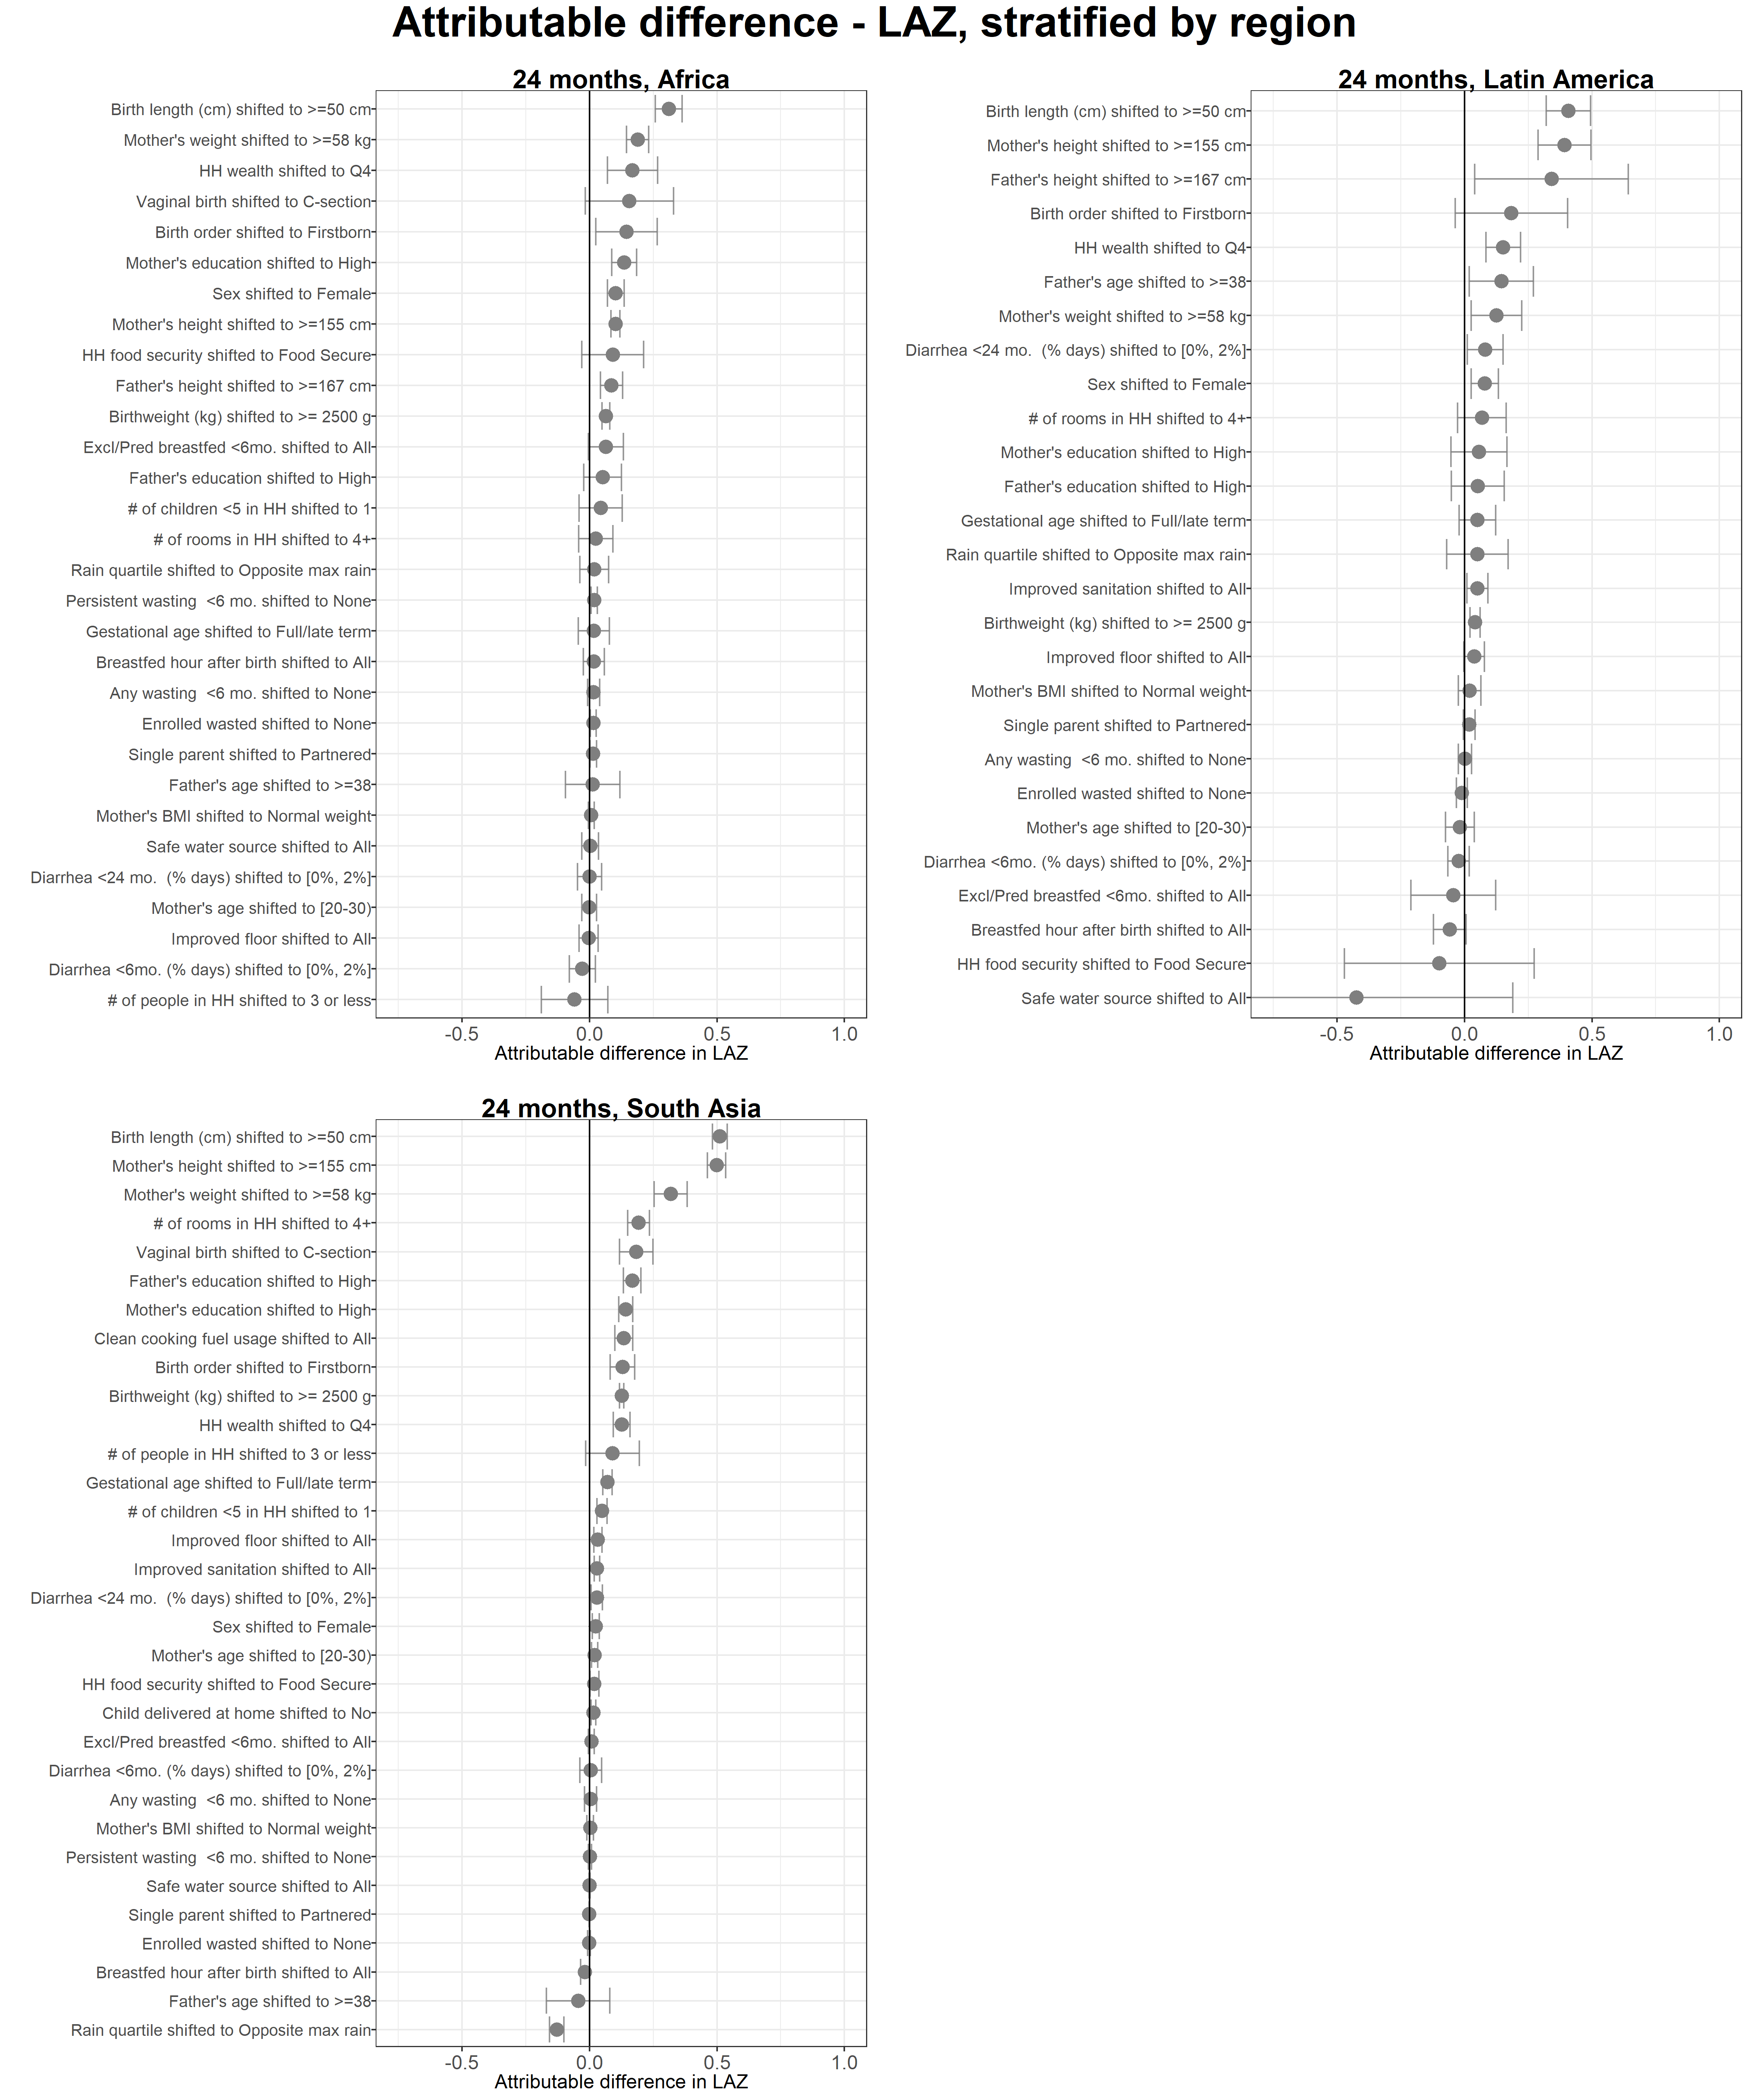 Attributable difference - LAZ, stratified by region
24 months, Africa
Birth length (cm) shifted to >=50 cm
Mother's weight shifted to >=58 kg
HH wealth shifted to Q4
Vaginal birth shifted to C-section
Birth order shifted to Firstborn
Mother's education shifted to High
Sex shifted to Female
Mother's height shifted to >=155 cm
HH food security shifted to Food Secure
Father's height shifted to >=167 cm
Birthweight (kg) shifted to >= 2500 g
Excl/Pred breastfed <6mo. shifted to All
Father's education shifted to High
# of children <5 in HH shifted to 1
# of rooms in HH shifted to 4+
Rain quartile shifted to Opposite max rain
Persistent wasting  <6 mo. shifted to None
Gestational age shifted to Full/late term
Breastfed hour after birth shifted to All
Any wasting  <6 mo. shifted to None
Enrolled wasted shifted to None
Single parent shifted to Partnered
Father's age shifted to >=38
Mother's BMI shifted to Normal weight
Safe water source shifted to All
Diarrhea <24 mo.  (% days) shifted to [0%, 2%]
Mother's age shifted to [20-30)
Improved floor shifted to All
Diarrhea <6mo. (% days) shifted to [0%, 2%]
# of people in HH shifted to 3 or less
-0.5 0.0 0.5 1.0
Attributable difference in LAZ
24 months, Latin America
Birth length (cm) shifted to >=50 cm
Mother's height shifted to >=155 cm
Father's height shifted to >=167 cm
Birth order shifted to Firstborn
HH wealth shifted to Q4
Father's age shifted to >=38
Mother's weight shifted to >=58 kg
Diarrhea <24 mo.  (% days) shifted to [0%, 2%]
Sex shifted to Female
# of rooms in HH shifted to 4+
Mother's education shifted to High
Father's education shifted to High
Gestational age shifted to Full/late term
Rain quartile shifted to Opposite max rain
Improved sanitation shifted to All
Birthweight (kg) shifted to >= 2500 g
Improved floor shifted to All
Mother's BMI shifted to Normal weight
Single parent shifted to Partnered
Any wasting  <6 mo. shifted to None
Enrolled wasted shifted to None
Mother's age shifted to [20-30)
Diarrhea <6mo. (% days) shifted to [0%, 2%]
Excl/Pred breastfed <6mo. shifted to All
Breastfed hour after birth shifted to All
HH food security shifted to Food Secure
Safe water source shifted to All
-0.5 0.0 0.5 1.0
Attributable difference in LAZ
24 months, South Asia
Birth length (cm) shifted to >=50 cm
Mother's height shifted to >=155 cm
Mother's weight shifted to >=58 kg
# of rooms in HH shifted to 4+
Vaginal birth shifted to C-section
Father's education shifted to High
Mother's education shifted to High
Clean cooking fuel usage shifted to All
Birth order shifted to Firstborn
Birthweight (kg) shifted to >= 2500 g
HH wealth shifted to Q4
# of people in HH shifted to 3 or less
Gestational age shifted to Full/late term
# of children <5 in HH shifted to 1
Improved floor shifted to All
Improved sanitation shifted to All
Diarrhea <24 mo.  (% days) shifted to [0%, 2%]
Sex shifted to Female
Mother's age shifted to [20-30)
HH food security shifted to Food Secure
Child delivered at home shifted to No
Excl/Pred breastfed <6mo. shifted to All
Diarrhea <6mo. (% days) shifted to [0%, 2%]
Any wasting  <6 mo. shifted to None
Mother's BMI shifted to Normal weight
Persistent wasting  <6 mo. shifted to None
Safe water source shifted to All
Single parent shifted to Partnered
Enrolled wasted shifted to None
Breastfed hour after birth shifted to All
Father's age shifted to >=38
Rain quartile shifted to Opposite max rain
-0.5 0.0 0.5 1.0
Attributable difference in LAZ